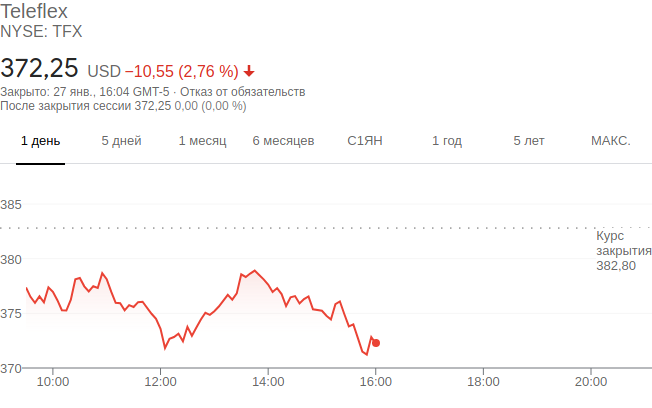 Teleflex
NYSE: TFX
372,25 USD −10,55 (2,76 %)
Закрыто: 27 янв., 16:04 GMT-5 · Отказ от обязательств
После закрытия сессии 372,25 0,00 (0,00 %)
1 день 5 дней 1 месяц 6 месяцев С1ЯН 1 год 5 лет МАКС.
385
Курс
закрытия
382,80
380
375
370
10:00 12:00 14:00 16:00 18:00 20:00